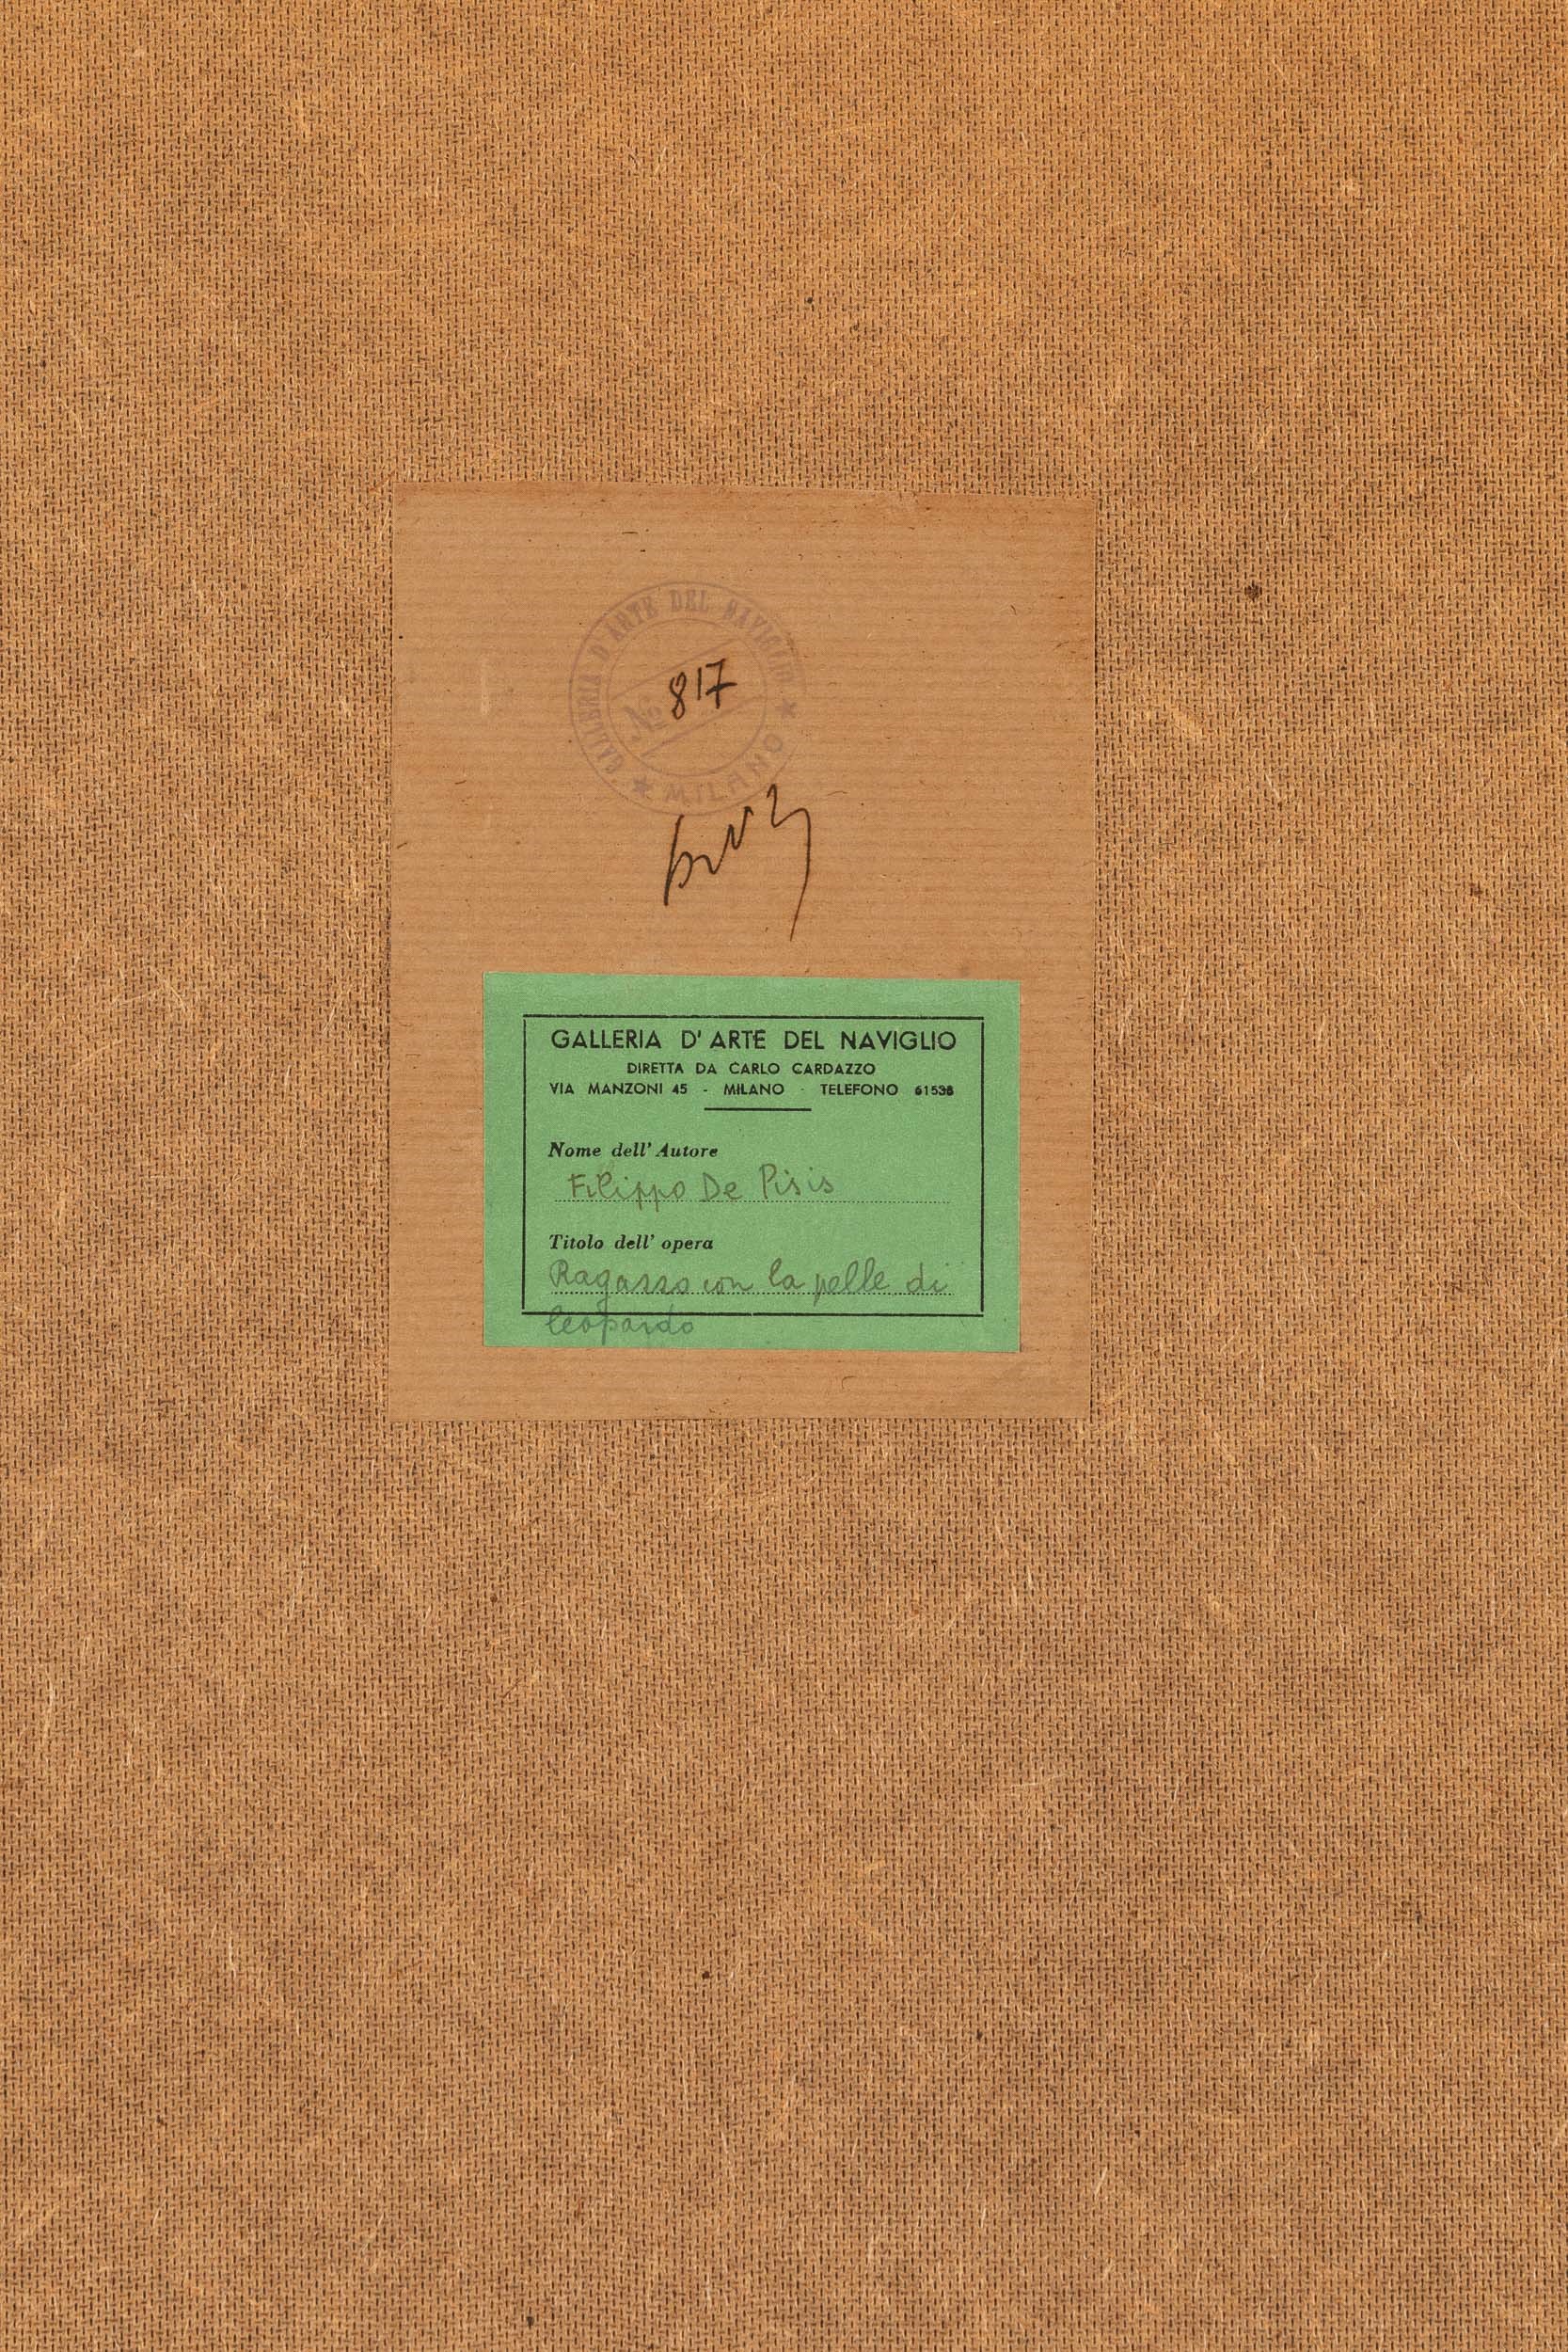 GALLERIA D'ARTE DEL NAVIGLIO
★ MILANO ★
No 817
GALLERIA D'ARTE DEL NAVIGLIO
DIRETTA DA CARLO CARDAZZO
VIA MANZONI 45 - MILANO - TELEFONO 61538
Nome dell'Autore
Filippo De Pisis
Titolo dell'opera
Ragazzo con la pelle di
leopardo